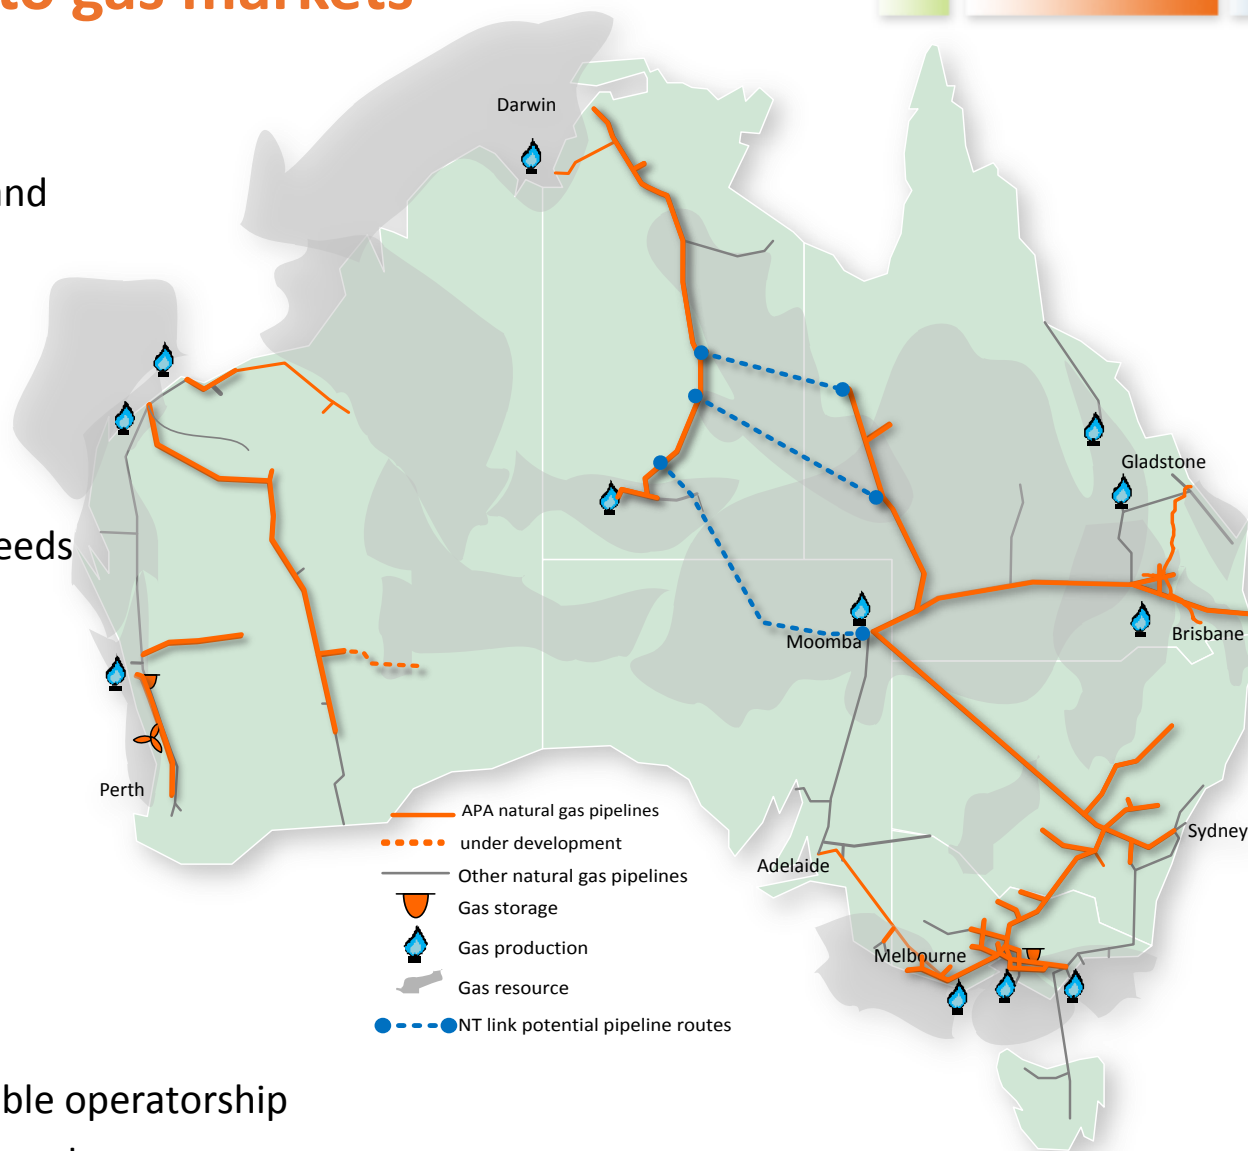 to gas markets
and
eeds
ble operatorship
Darwin
Gladstone
Brisbane
Moomba
Perth
Sydney
Adelaide
Melbourne
APA natural gas pipelines
under development
Other natural gas pipelines
Gas storage
Gas production
Gas resource
NT link potential pipeline routes